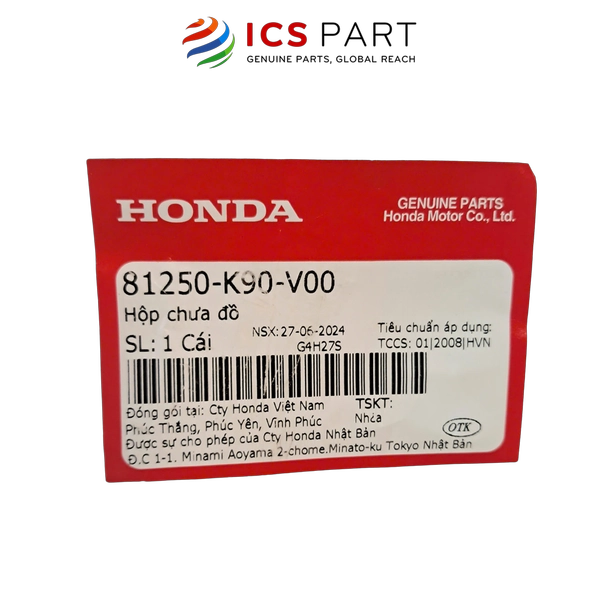 ICS PART
GENUINE PARTS, GLOBAL REACH
HONDA
GENUINE PARTS
Honda Motor Co., Ltd.
81250-K90-V00
Hộp chưa đồ
NSX: 27-06-2024
Tiêu chuẩn áp dụng:
SL: 1 Cái
G4H27S
TCCS: 01|2008|HVN
Đóng gói tại: Cty Honda Việt Nam
TSKT:
Phúc Thắng, Phúc Yên, Vĩnh Phúc
Nhựa
Được sự cho phép của Cty Honda Nhật Bản
OTK
Đ.C 1-1. Minami Aoyama 2-chome.Minato-ku Tokyo Nhật Bản